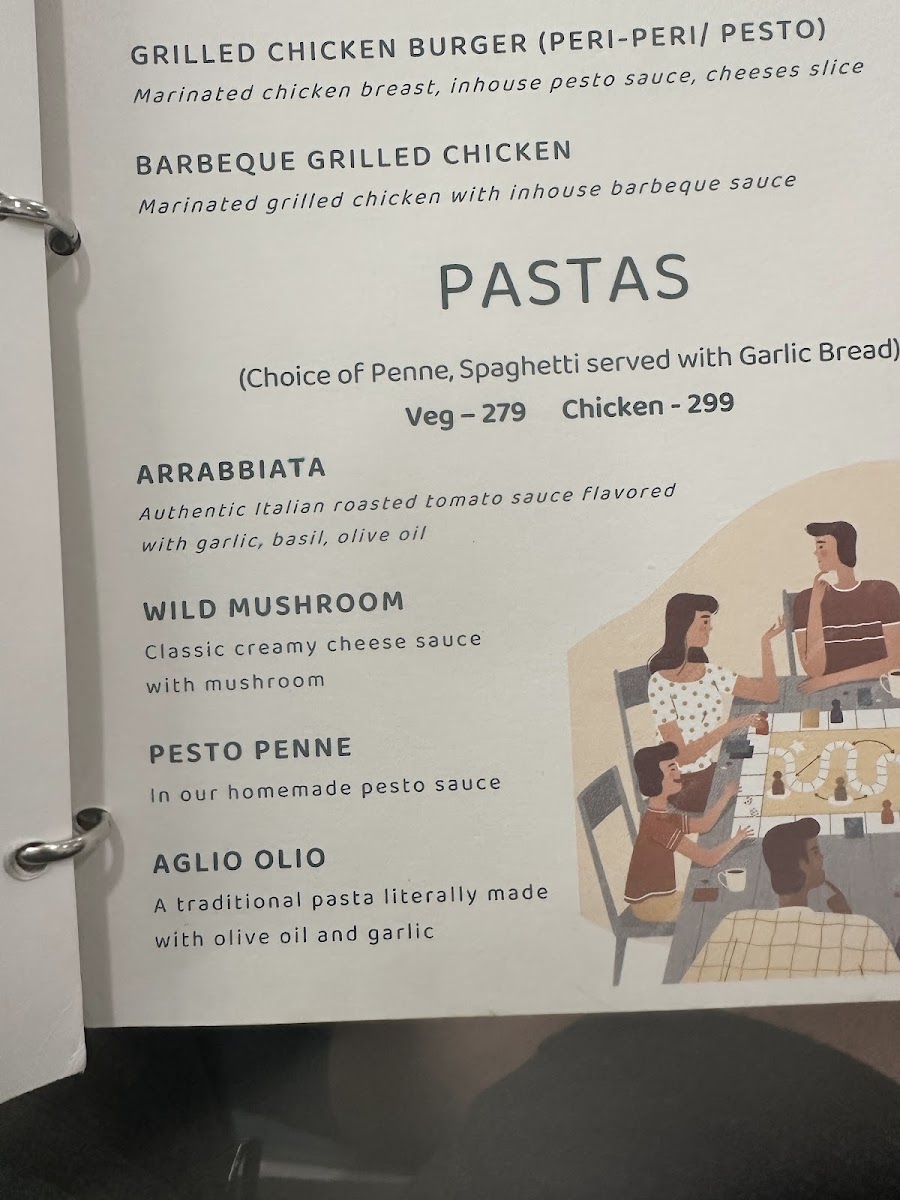 GRILLED CHICKEN BURGER (PERI-PERI/ PESTO)
Marinated chicken breast, inhouse pesto sauce, cheeses slice
BARBEQUE GRILLED CHICKEN
Marinated grilled chicken with inhouse barbeque sauce
PASTAS
(Choice of Penne, Spaghetti served with Garlic Bread)
Veg – 279 Chicken - 299
ARRABBIATA
Authentic Italian roasted tomato sauce flavored
with garlic, basil, olive oil
WILD MUSHROOM
Classic creamy cheese sauce
with mushroom
PESTO PENNE
In our homemade pesto sauce
AGLIO OLIO
A traditional pasta literally made
with olive oil and garlic